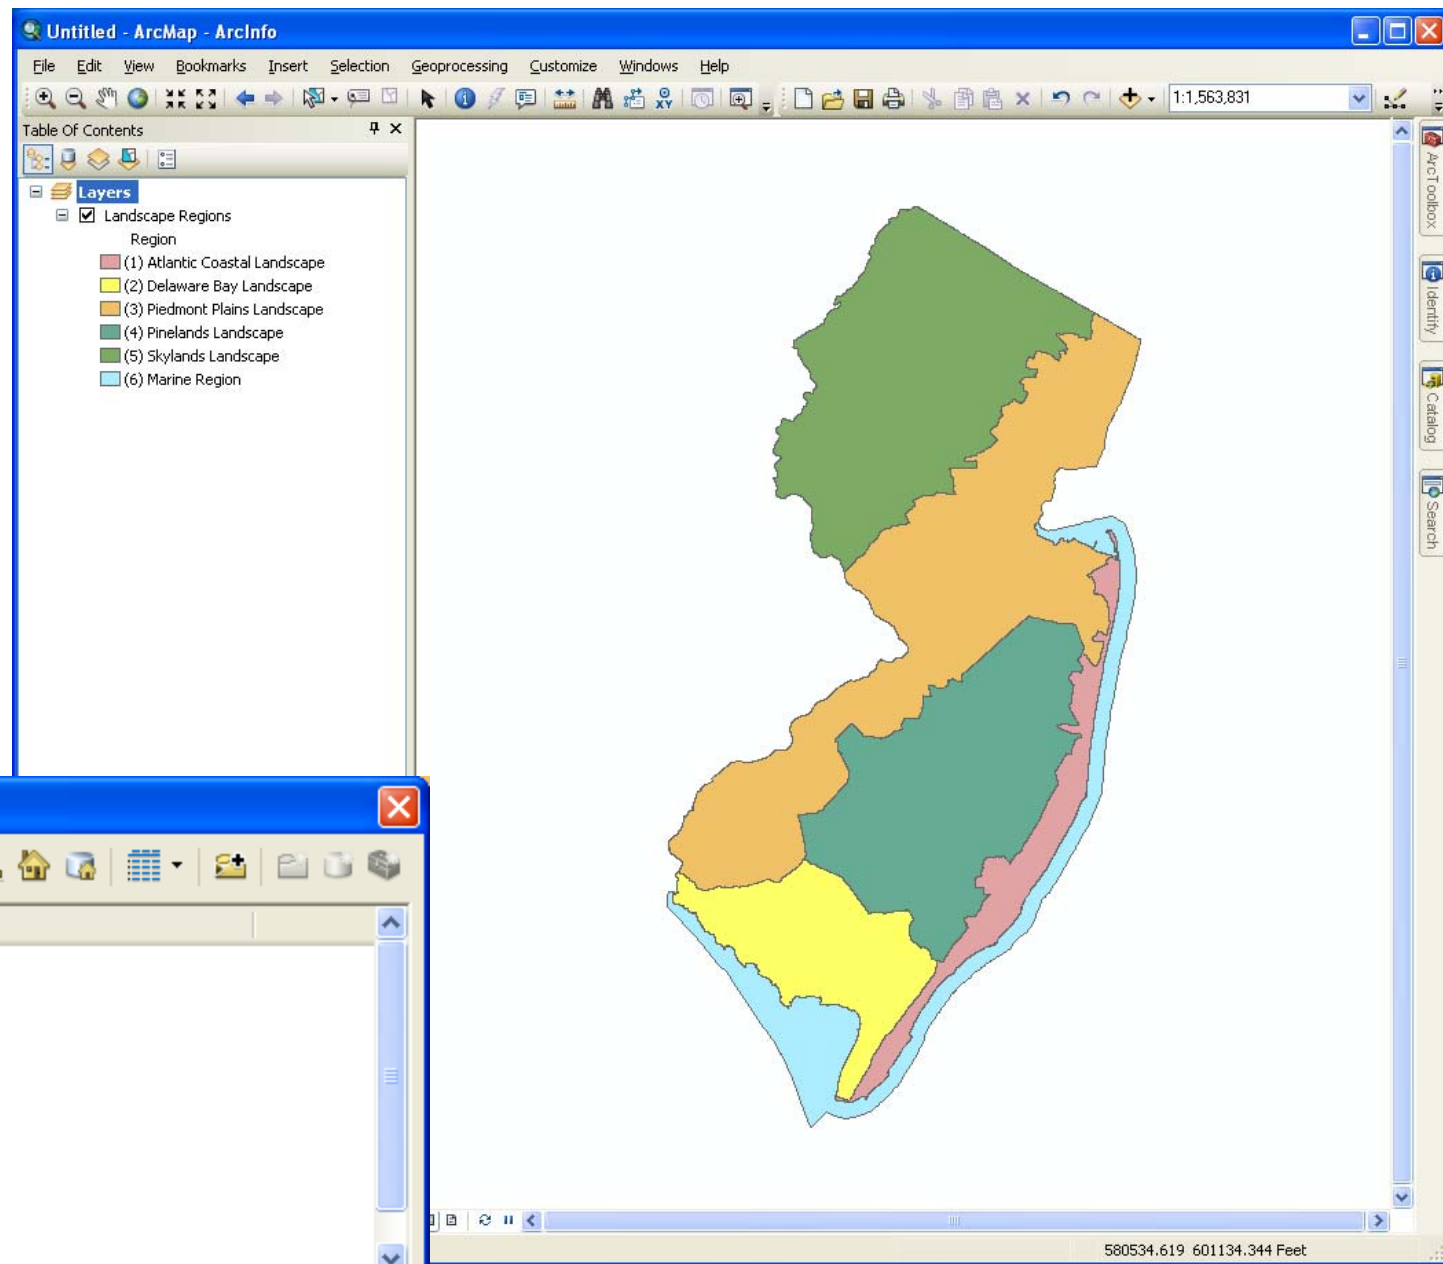 Untitled - ArcMap - ArcInfo
File Edit View Bookmarks Insert Selection Geoprocessing Customize Windows Help
XY 1:1,563,831
Table Of Contents
Layers
Landscape Regions
Region
(1) Atlantic Coastal Landscape
(2) Delaware Bay Landscape
(3) Piedmont Plains Landscape
(4) Pinelands Landscape
(5) Skylands Landscape
(6) Marine Region
ArcToolbox
Identify
Catalog
Search
580534.619 601134.344 Feet